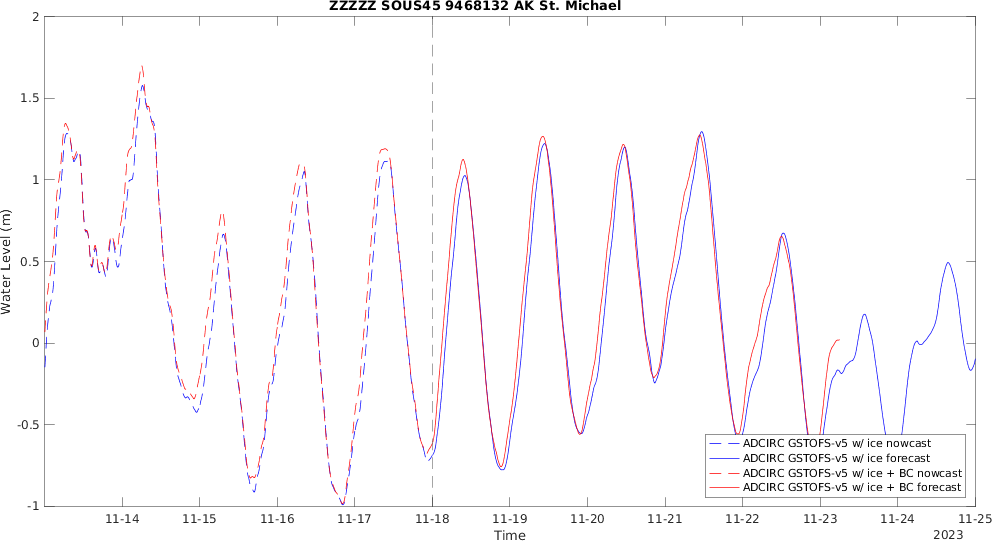 ZZZZZ SOUS45 9468132 AK St. Michael
Water Level (m)
2
1.5
1
0.5
0
-0.5
-1
11-14
11-15
11-16
11-17
11-18
11-19
11-20
11-21
11-22
11-23
11-24
11-25
Time
2023
ADCIRC GSTOFS-v5 w/ ice nowcast
ADCIRC GSTOFS-v5 w/ ice forecast
ADCIRC GSTOFS-v5 w/ ice + BC nowcast
ADCIRC GSTOFS-v5 w/ ice + BC forecast